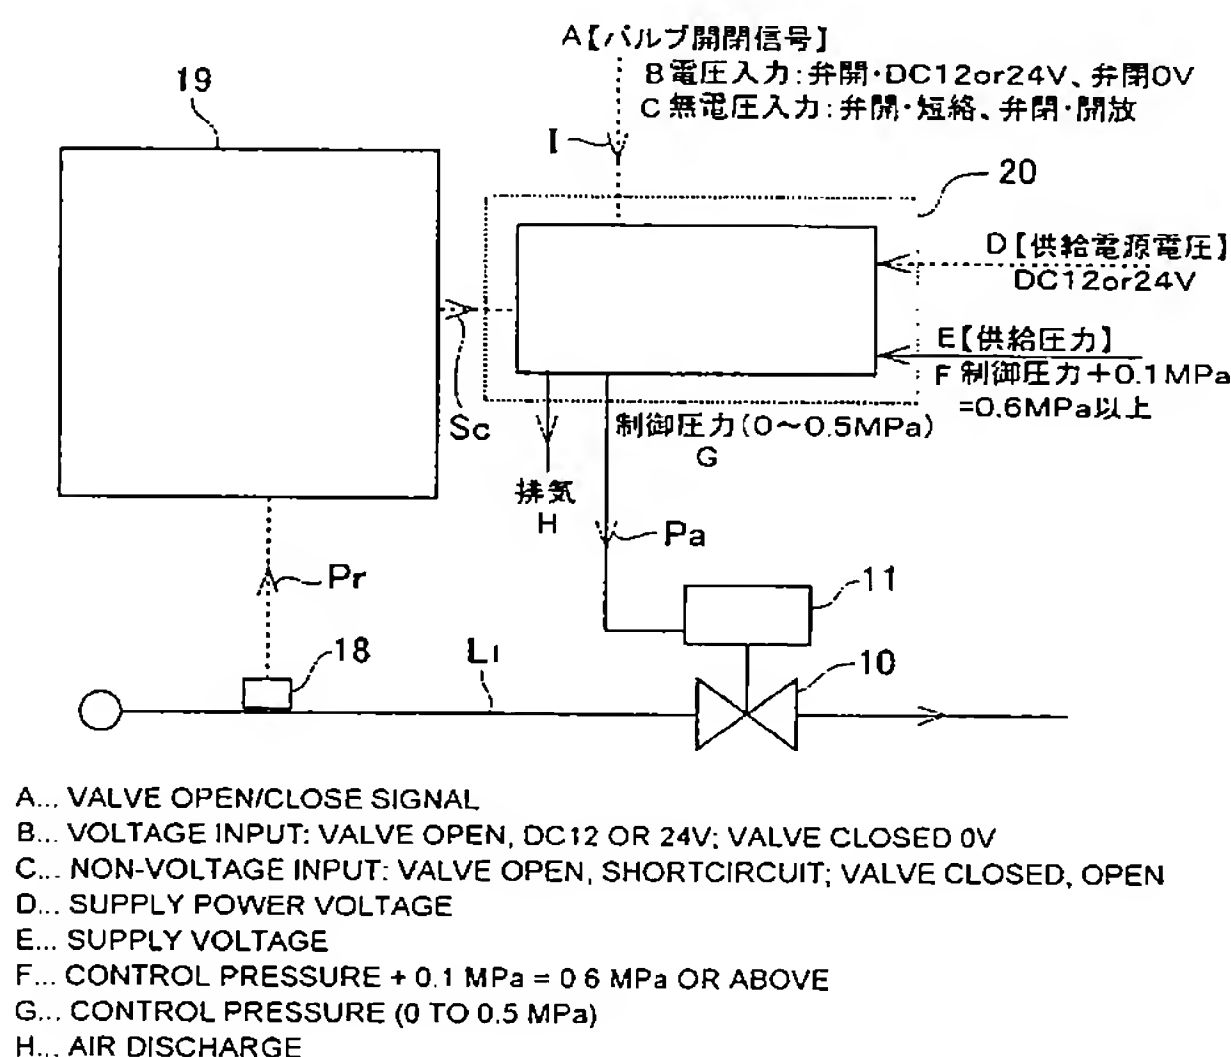 A【バルブ開閉信号】
B 電圧入力:弁開・DC12or24V、弁閉0V
C 無電圧入力:弁開・短絡、弁閉・開放
19
I
20
D【供給電源電圧】
DC12or24V
E【供給圧力】
F 制御圧力+0.1MPa
=0.6MPa以上
Sc
制御圧力(0〜0.5MPa)
G
排気
H
Pa
Pr
11
18
L1
10
A... VALVE OPEN/CLOSE SIGNAL
B... VOLTAGE INPUT: VALVE OPEN, DC12 OR 24V; VALVE CLOSED 0V
C... NON-VOLTAGE INPUT: VALVE OPEN, SHORTCIRCUIT; VALVE CLOSED, OPEN
D... SUPPLY POWER VOLTAGE
E... SUPPLY VOLTAGE
F... CONTROL PRESSURE + 0.1 MPa = 0 6 MPa OR ABOVE
G... CONTROL PRESSURE (0 TO 0.5 MPa)
H... AIR DISCHARGE